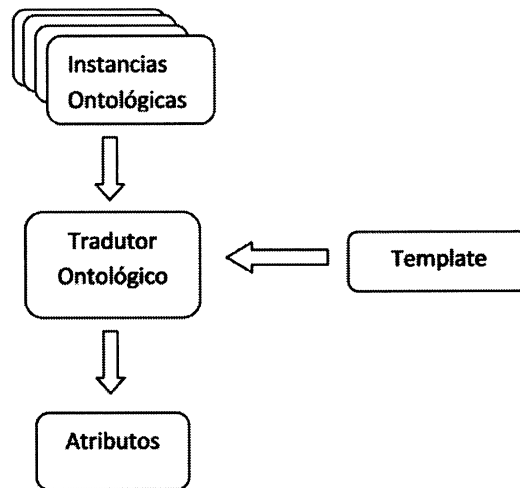 Instancias
Ontológicas
Tradutor
Ontológico
Template
Atributos